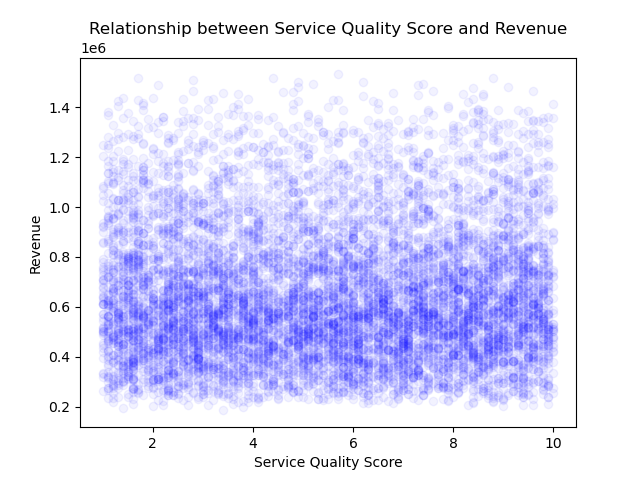 Relationship between Service Quality Score and Revenue
1e6
1.4
1.2
1.0
0.8
0.6
0.4
0.2
Revenue
2 4 6 8 10
Service Quality Score